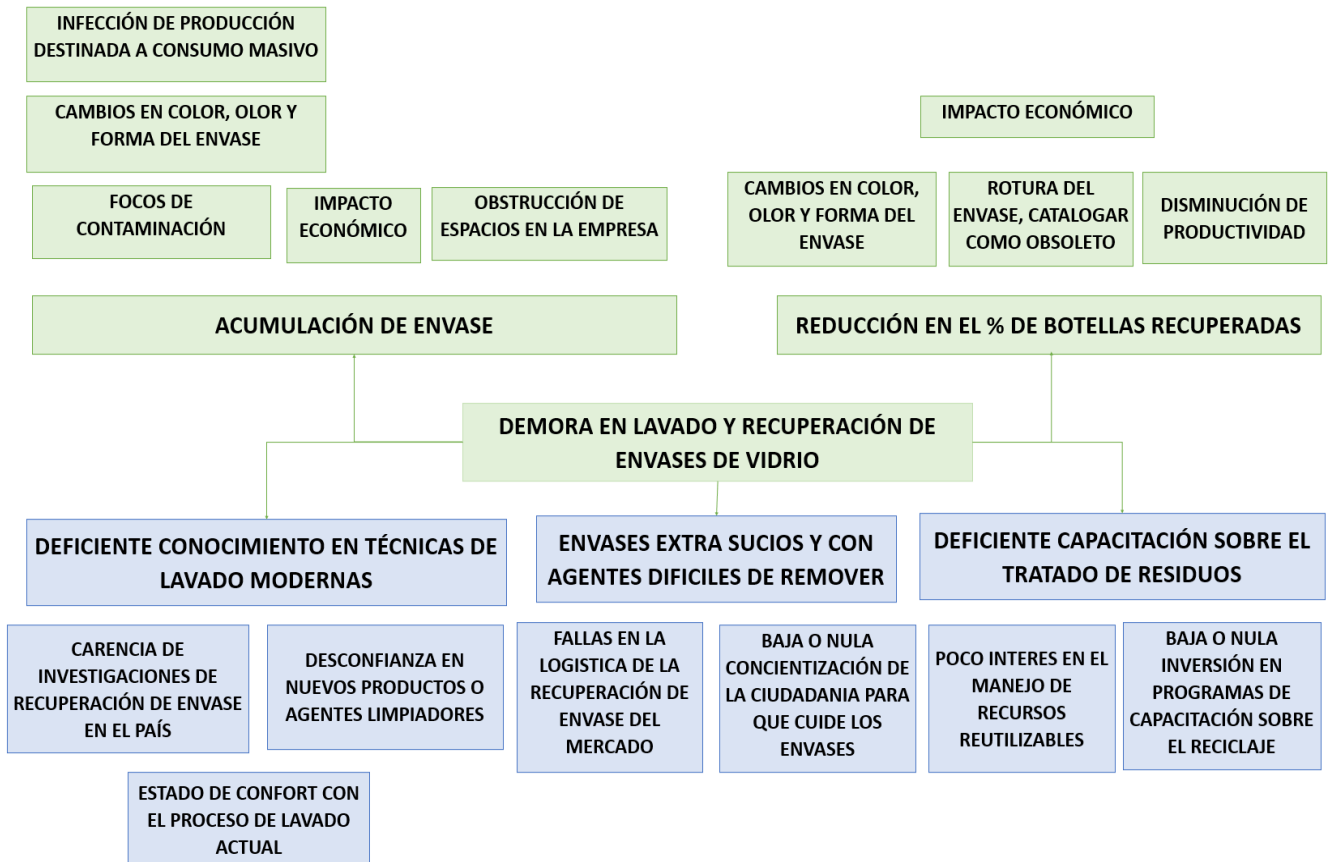 INFECCIÓN DE PRODUCCIÓN
DESTINADA A CONSUMO MASIVO
CAMBIOS EN COLOR, OLOR Y
FORMA DEL ENVASE
IMPACTO ECONÓMICO
FOCOS DE
CONTAMINACIÓN
IMPACTO
ECONÓMICO
OBSTRUCCIÓN DE
ESPACIOS EN LA EMPRESA
CAMBIOS EN COLOR,
OLOR Y FORMA DEL
ENVASE
ROTURA DEL
ENVASE, CATALOGAR
COMO OBSOLETO
DISMINUCIÓN DE
PRODUCTIVIDAD
ACUMULACIÓN DE ENVASE
REDUCCIÓN EN EL % DE BOTELLAS RECUPERADAS
DEMORA EN LAVADO Y RECUPERACIÓN DE
ENVASES DE VIDRIO
DEFICIENTE CONOCIMIENTO EN TÉCNICAS DE
LAVADO MODERNAS
ENVASES EXTRA SUCIOS Y CON
AGENTES DIFICILES DE REMOVER
DEFICIENTE CAPACITACIÓN SOBRE EL
TRATADO DE RESIDUOS
CARENCIA DE
INVESTIGACIONES DE
RECUPERACIÓN DE ENVASE
EN EL PAÍS
DESCONFIANZA EN
NUEVOS PRODUCTOS O
AGENTES LIMPIADORES
FALLAS EN LA
LOGISTICA DE LA
RECUPERACIÓN DE
ENVASE DEL
MERCADO
BAJA O NULA
CONCIENTIZACIÓN DE
LA CIUDADANIA PARA
QUE CUIDE LOS
ENVASES
POCO INTERES EN EL
MANEJO DE
RECURSOS
REUTILIZABLES
BAJA O NULA
INVERSIÓN EN
PROGRAMAS DE
CAPACITACIÓN SOBRE
EL RECICLAJE
ESTADO DE CONFORT CON
EL PROCESO DE LAVADO
ACTUAL